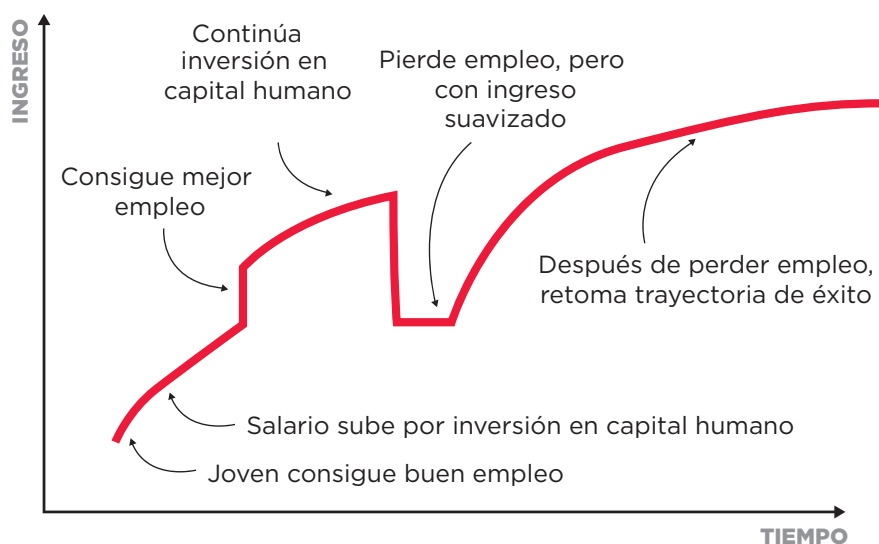 INGRESO
Continúa
inversión en
capital humano
Pierde empleo, pero
con ingreso
suavizado
Consigue mejor
empleo
Después de perder empleo,
retoma trayectoria de éxito
Salario sube por inversión en capital humano
Joven consigue buen empleo
TIEMPO